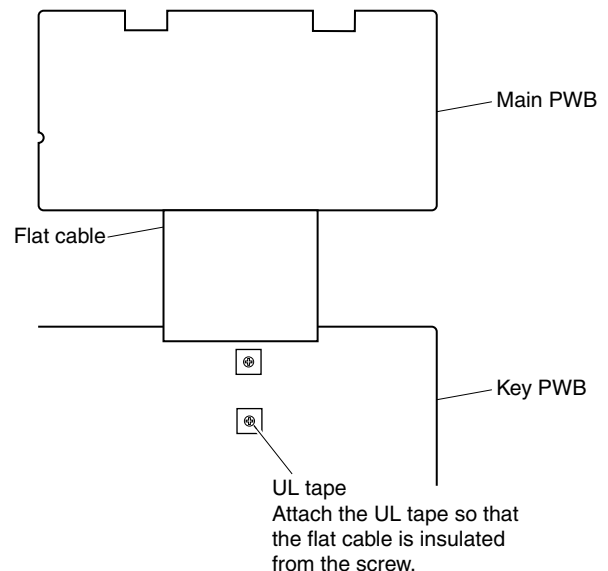 Main PWB
Flat cable
Key PWB
UL tape
Attach the UL tape so that
the flat cable is insulated
from the screw.